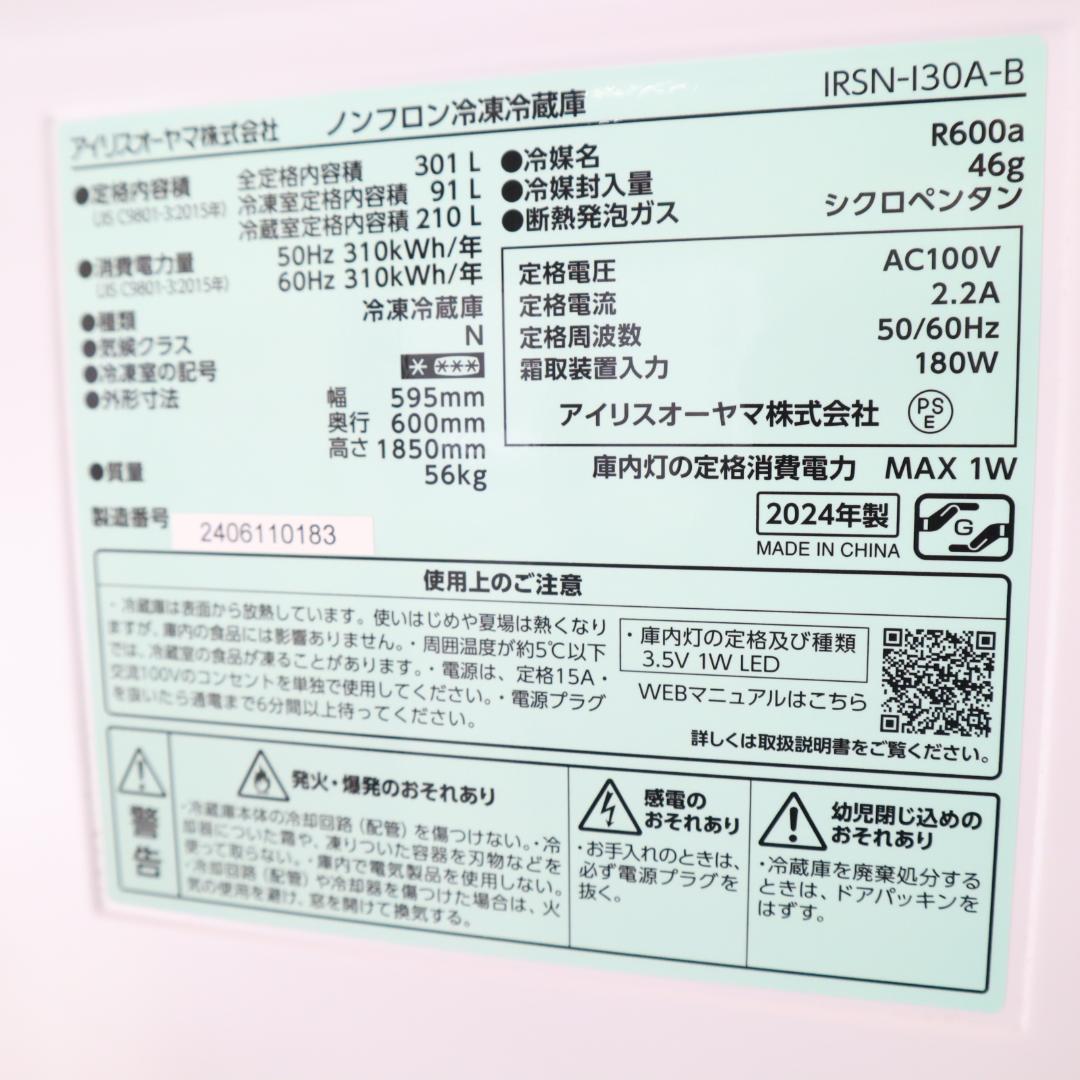 アイリスオーヤマ株式会社 ノンフロン冷凍冷蔵庫 IRSN-I30A-B
●定格内容積 全定格内容積 301 L
(JIS C9801-3:2015年) 冷凍室定格内容積 91 L
冷蔵室定格内容積 210 L
●消費電力量 50Hz 310kWh/年
(JIS C9801-3:2015年) 60Hz 310kWh/年
●種類 冷凍冷蔵庫
●気候クラス N
●冷凍室の記号
●外形寸法 幅 595mm
奥行 600mm
高さ 1850mm
●質量 56kg
製造番号 2406110183
●冷媒名 R600a
●冷媒封入量 46g
●断熱発泡ガス シクロペンタン
定格電圧 AC100V
定格電流 2.2A
定格周波数 50/60Hz
霜取装置入力 180W
アイリスオーヤマ株式会社 PS E
庫内灯の定格消費電力 MAX 1W
2024年製
MADE IN CHINA
G
使用上のご注意
・冷蔵庫は表面から放熱しています。使いはじめや夏場は熱くなり
ますが、庫内の食品には影響ありません。・周囲温度が約5℃以下
では、冷蔵室の食品が凍ることがあります。・電源は、定格15A・
交流100Vのコンセントを単独で使用してください。・電源プラグ
を抜いたら通電まで6分間以上待ってください。
・庫内灯の定格及び種類
3.5V 1W LED
WEBマニュアルはこちら
詳しくは取扱説明書をご覧ください。
警告
発火・爆発のおそれあり
・冷蔵庫本体の冷却回路（配管）を傷つけない。・冷
却器についた霜や、凍りついた容器を刃物などを
使って取らない。・庫内で電気製品を使用しない。
・冷却回路（配管）や冷却器を傷つけた場合は、火
気の使用を避け、窓を開けて換気する。
感電の
おそれあり
・お手入れのときは、
必ず電源プラグを
抜く。
幼児閉じ込めの
おそれあり
・冷蔵庫を廃棄処分する
ときは、ドアパッキンを
はずす。